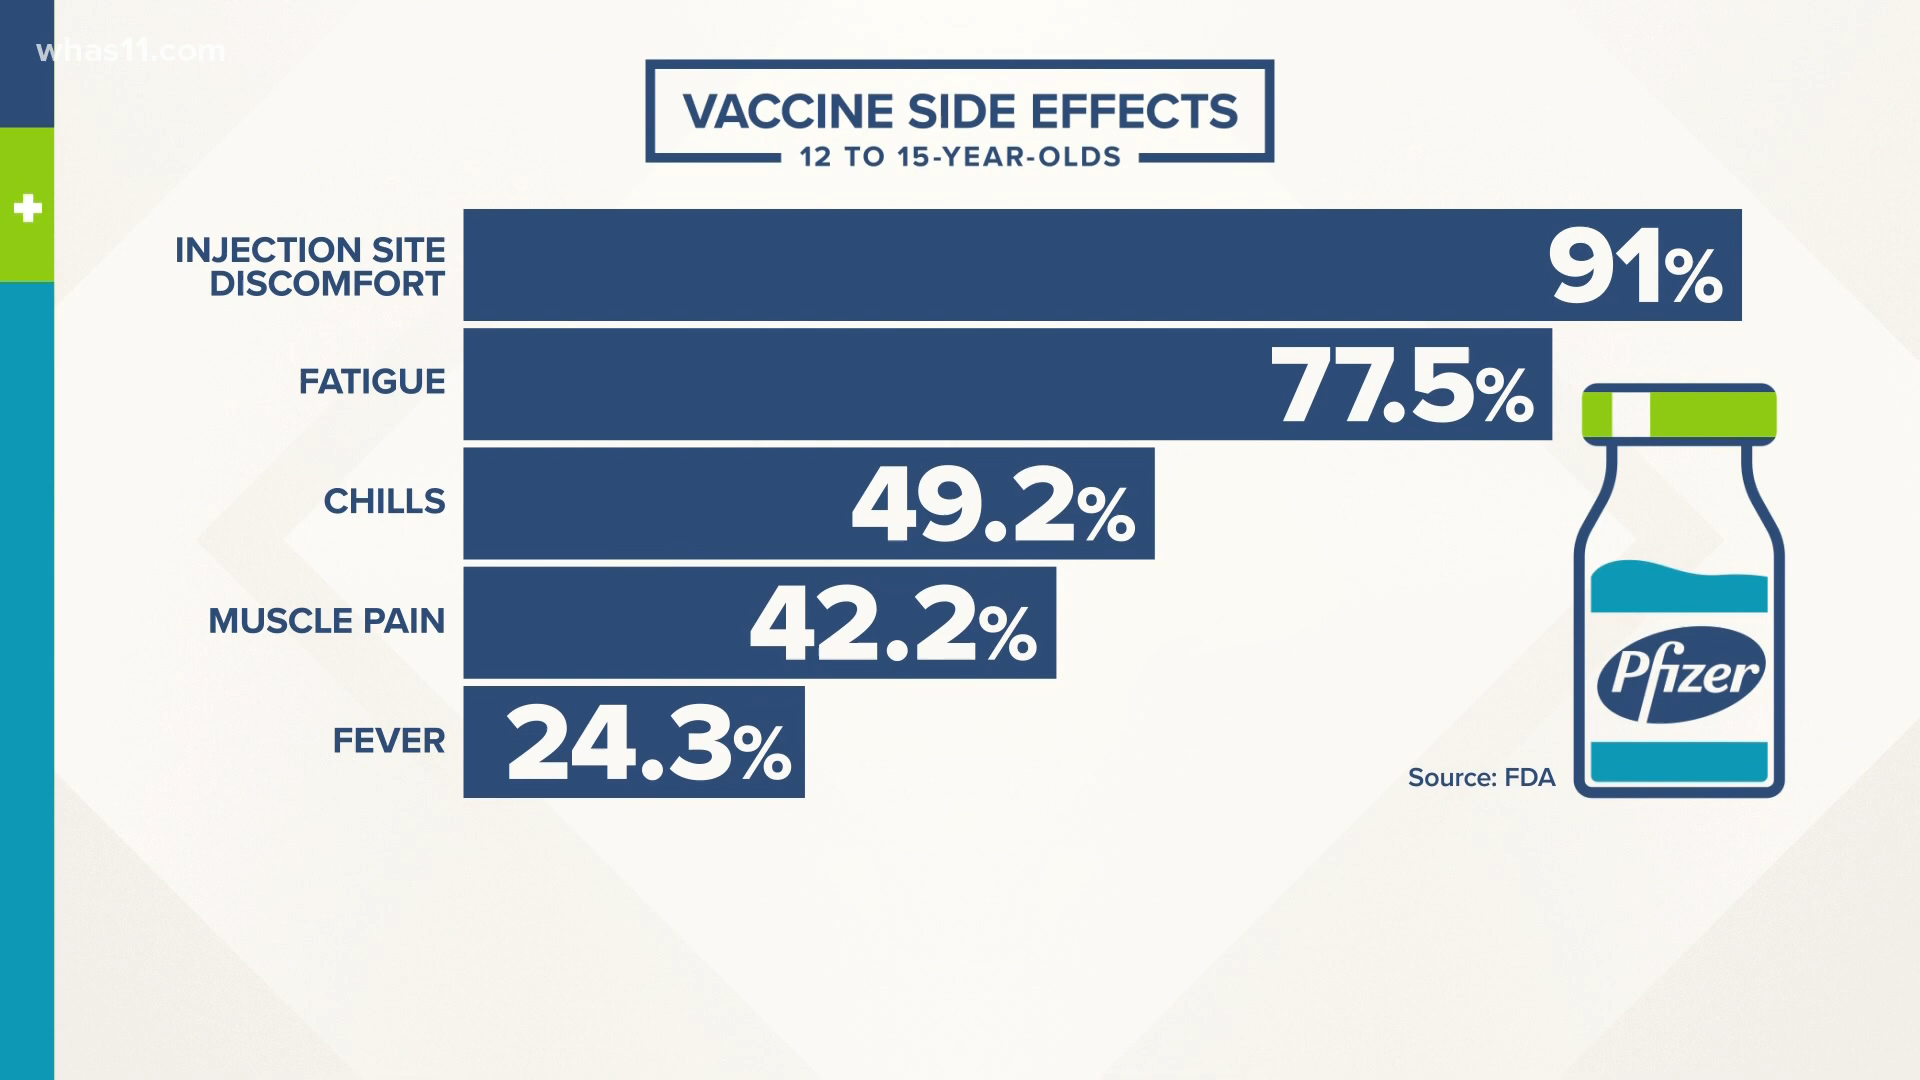 whas11.com
VACCINE SIDE EFFECTS
12 TO 15-YEAR-OLDS
INJECTION SITE
DISCOMFORT
91%
FATIGUE
77.5%
CHILLS
49.2%
MUSCLE PAIN
42.2%
FEVER
24.3%
Pfizer
Source: FDA